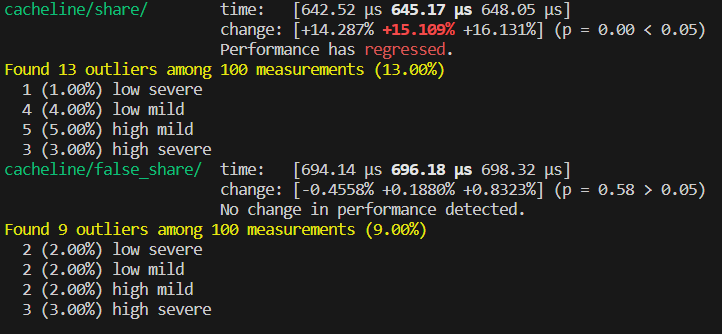 cacheline/share/ time: [642.52 µs 645.17 µs 648.05 µs]
change: [+14.287% +15.109% +16.131%] (p = 0.00 < 0.05)
Performance has regressed.
Found 13 outliers among 100 measurements (13.00%)
1 (1.00%) low severe
4 (4.00%) low mild
5 (5.00%) high mild
3 (3.00%) high severe
cacheline/false_share/ time: [694.14 µs 696.18 µs 698.32 µs]
change: [-0.4558% +0.1880% +0.8323%] (p = 0.58 > 0.05)
No change in performance detected.
Found 9 outliers among 100 measurements (9.00%)
2 (2.00%) low severe
2 (2.00%) low mild
2 (2.00%) high mild
3 (3.00%) high severe